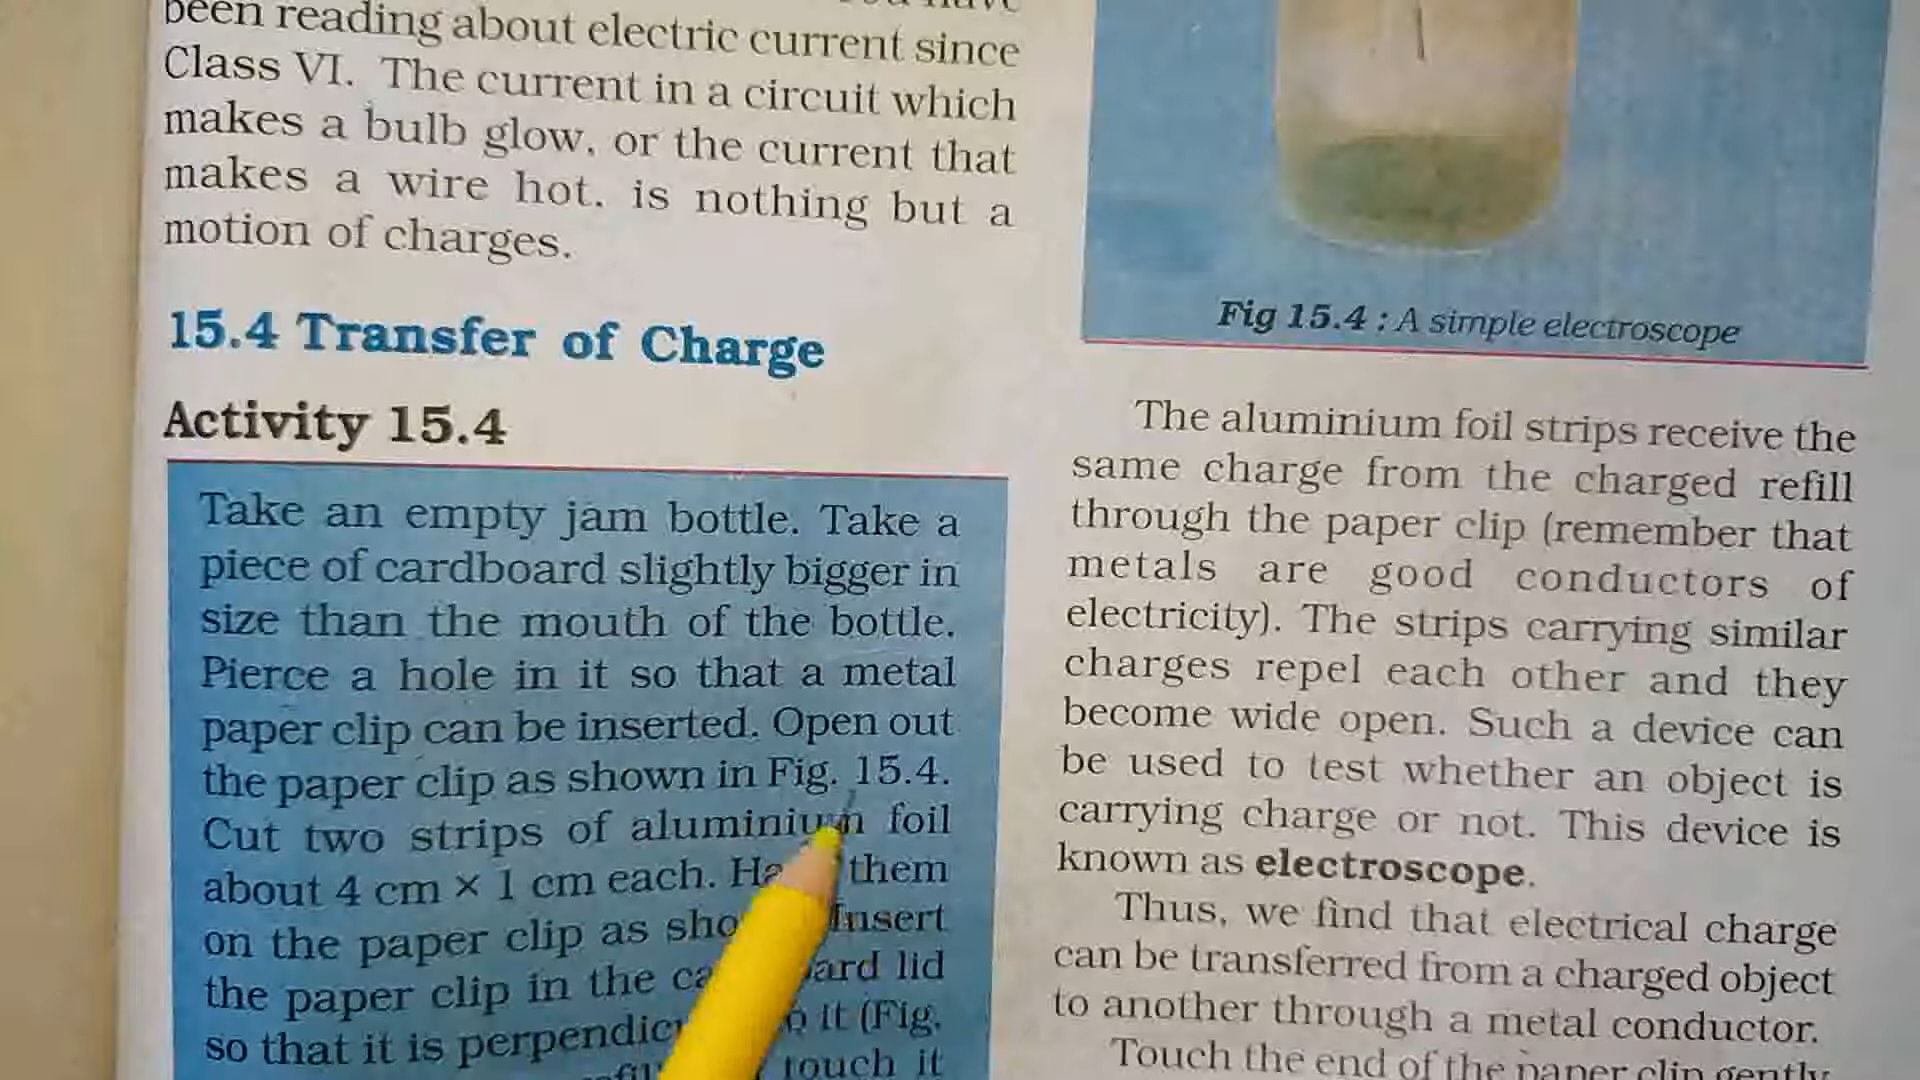 been reading about electric current since
Class VI. The current in a circuit which
makes a bulb glow, or the current that
makes a wire hot, is nothing but a
motion of charges.
15.4 Transfer of Charge
Activity 15.4
Take an empty jam bottle. Take a
piece of cardboard slightly bigger in
size than the mouth of the bottle.
Pierce a hole in it so that a metal
paper clip can be inserted. Open out
the paper clip as shown in Fig. 15.4.
Cut two strips of aluminium foil
about 4 cm × 1 cm each. them
on the paper clip as Insert
the paper clip in the lid
so that it is it (Fig.
touch it
Fig 15.4 : A simple electroscope
The aluminium foil strips receive the
same charge from the charged refill
through the paper clip (remember that
metals are good conductors of
electricity). The strips carrying similar
charges repel each other and they
become wide open. Such a device can
be used to test whether an object is
carrying charge or not. This device is
known as electroscope.
Thus, we find that electrical charge
can be transferred from a charged object
to another through a metal conductor.
Touch the end of the paper clip gently